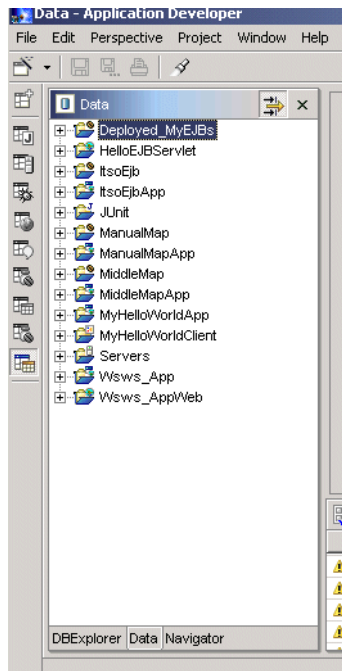 Data - Application Developer
File Edit Perspective Project Window Help
Data
Deployed_MyEJBs
HelloEJBServlet
ItsoEjb
ItsoEjbApp
JUnit
ManualMap
ManualMapApp
MiddleMap
MiddleMapApp
MyHelloWorldApp
MyHelloWorldClient
Servers
Wsws_App
Wsws_AppWeb
DBExplorer Data Navigator